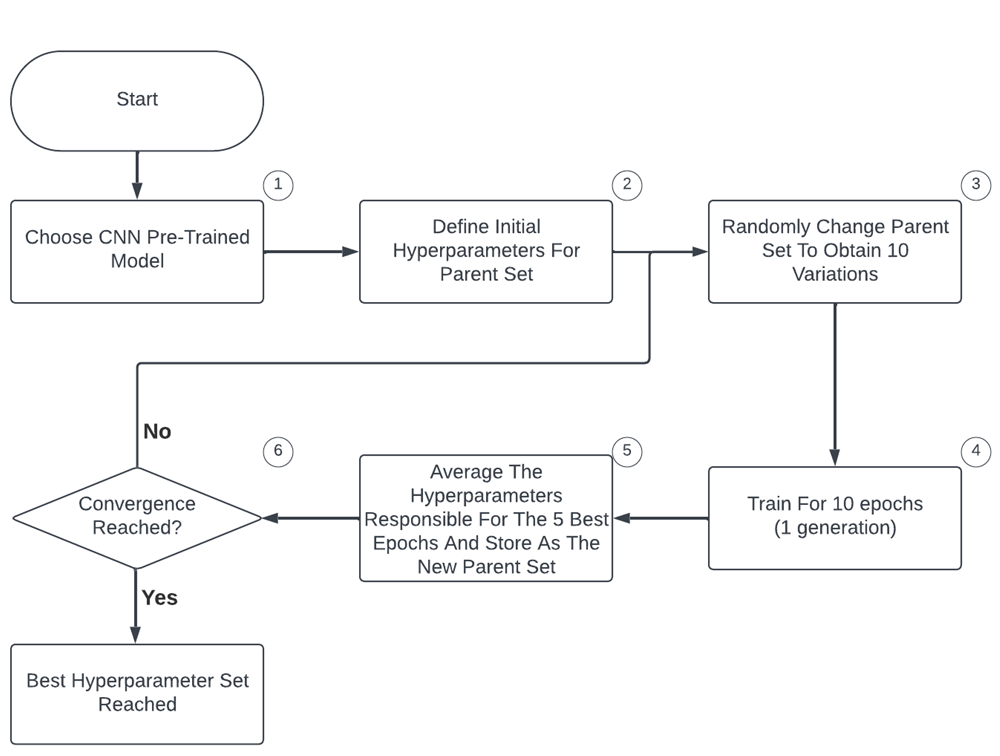 Start
1
Choose CNN Pre-Trained
Model
2
Define Initial
Hyperparameters For
Parent Set
3
Randomly Change Parent
Set To Obtain 10
Variations
4
Train For 10 epochs
(1 generation)
5
Average The
Hyperparameters
Responsible For The 5 Best
Epochs And Store As The
New Parent Set
6
Convergence
Reached?
No
Yes
Best Hyperparameter Set
Reached